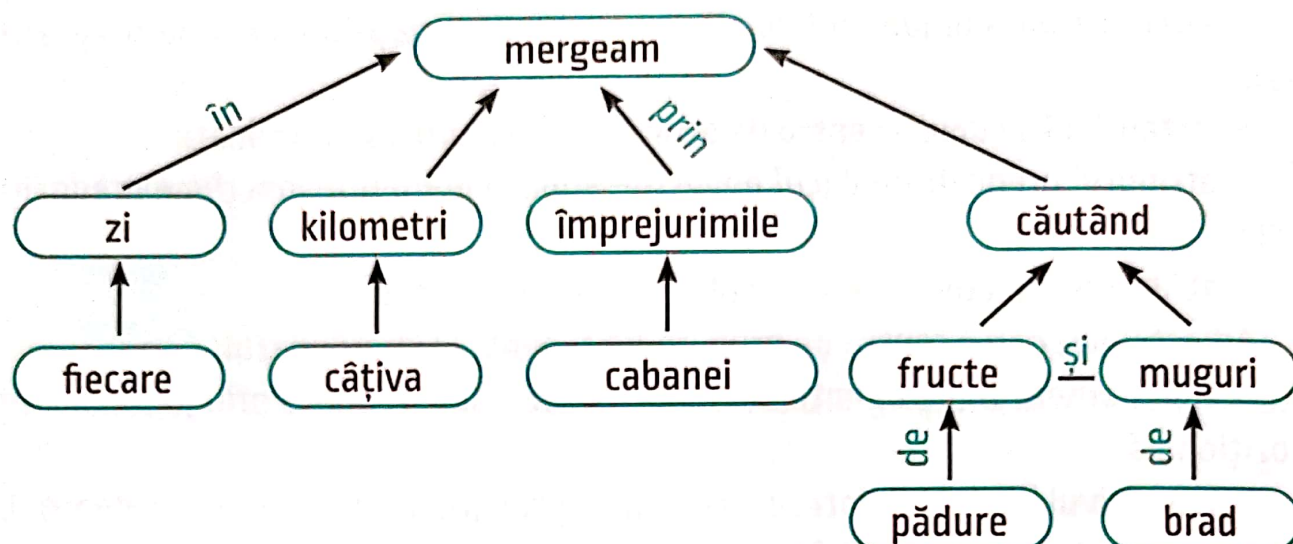 mergeam
în
prin
zi
kilometri
împrejurimile
căutând
fiecare
câțiva
cabanei
fructe
și
muguri
de
de
pădure
brad